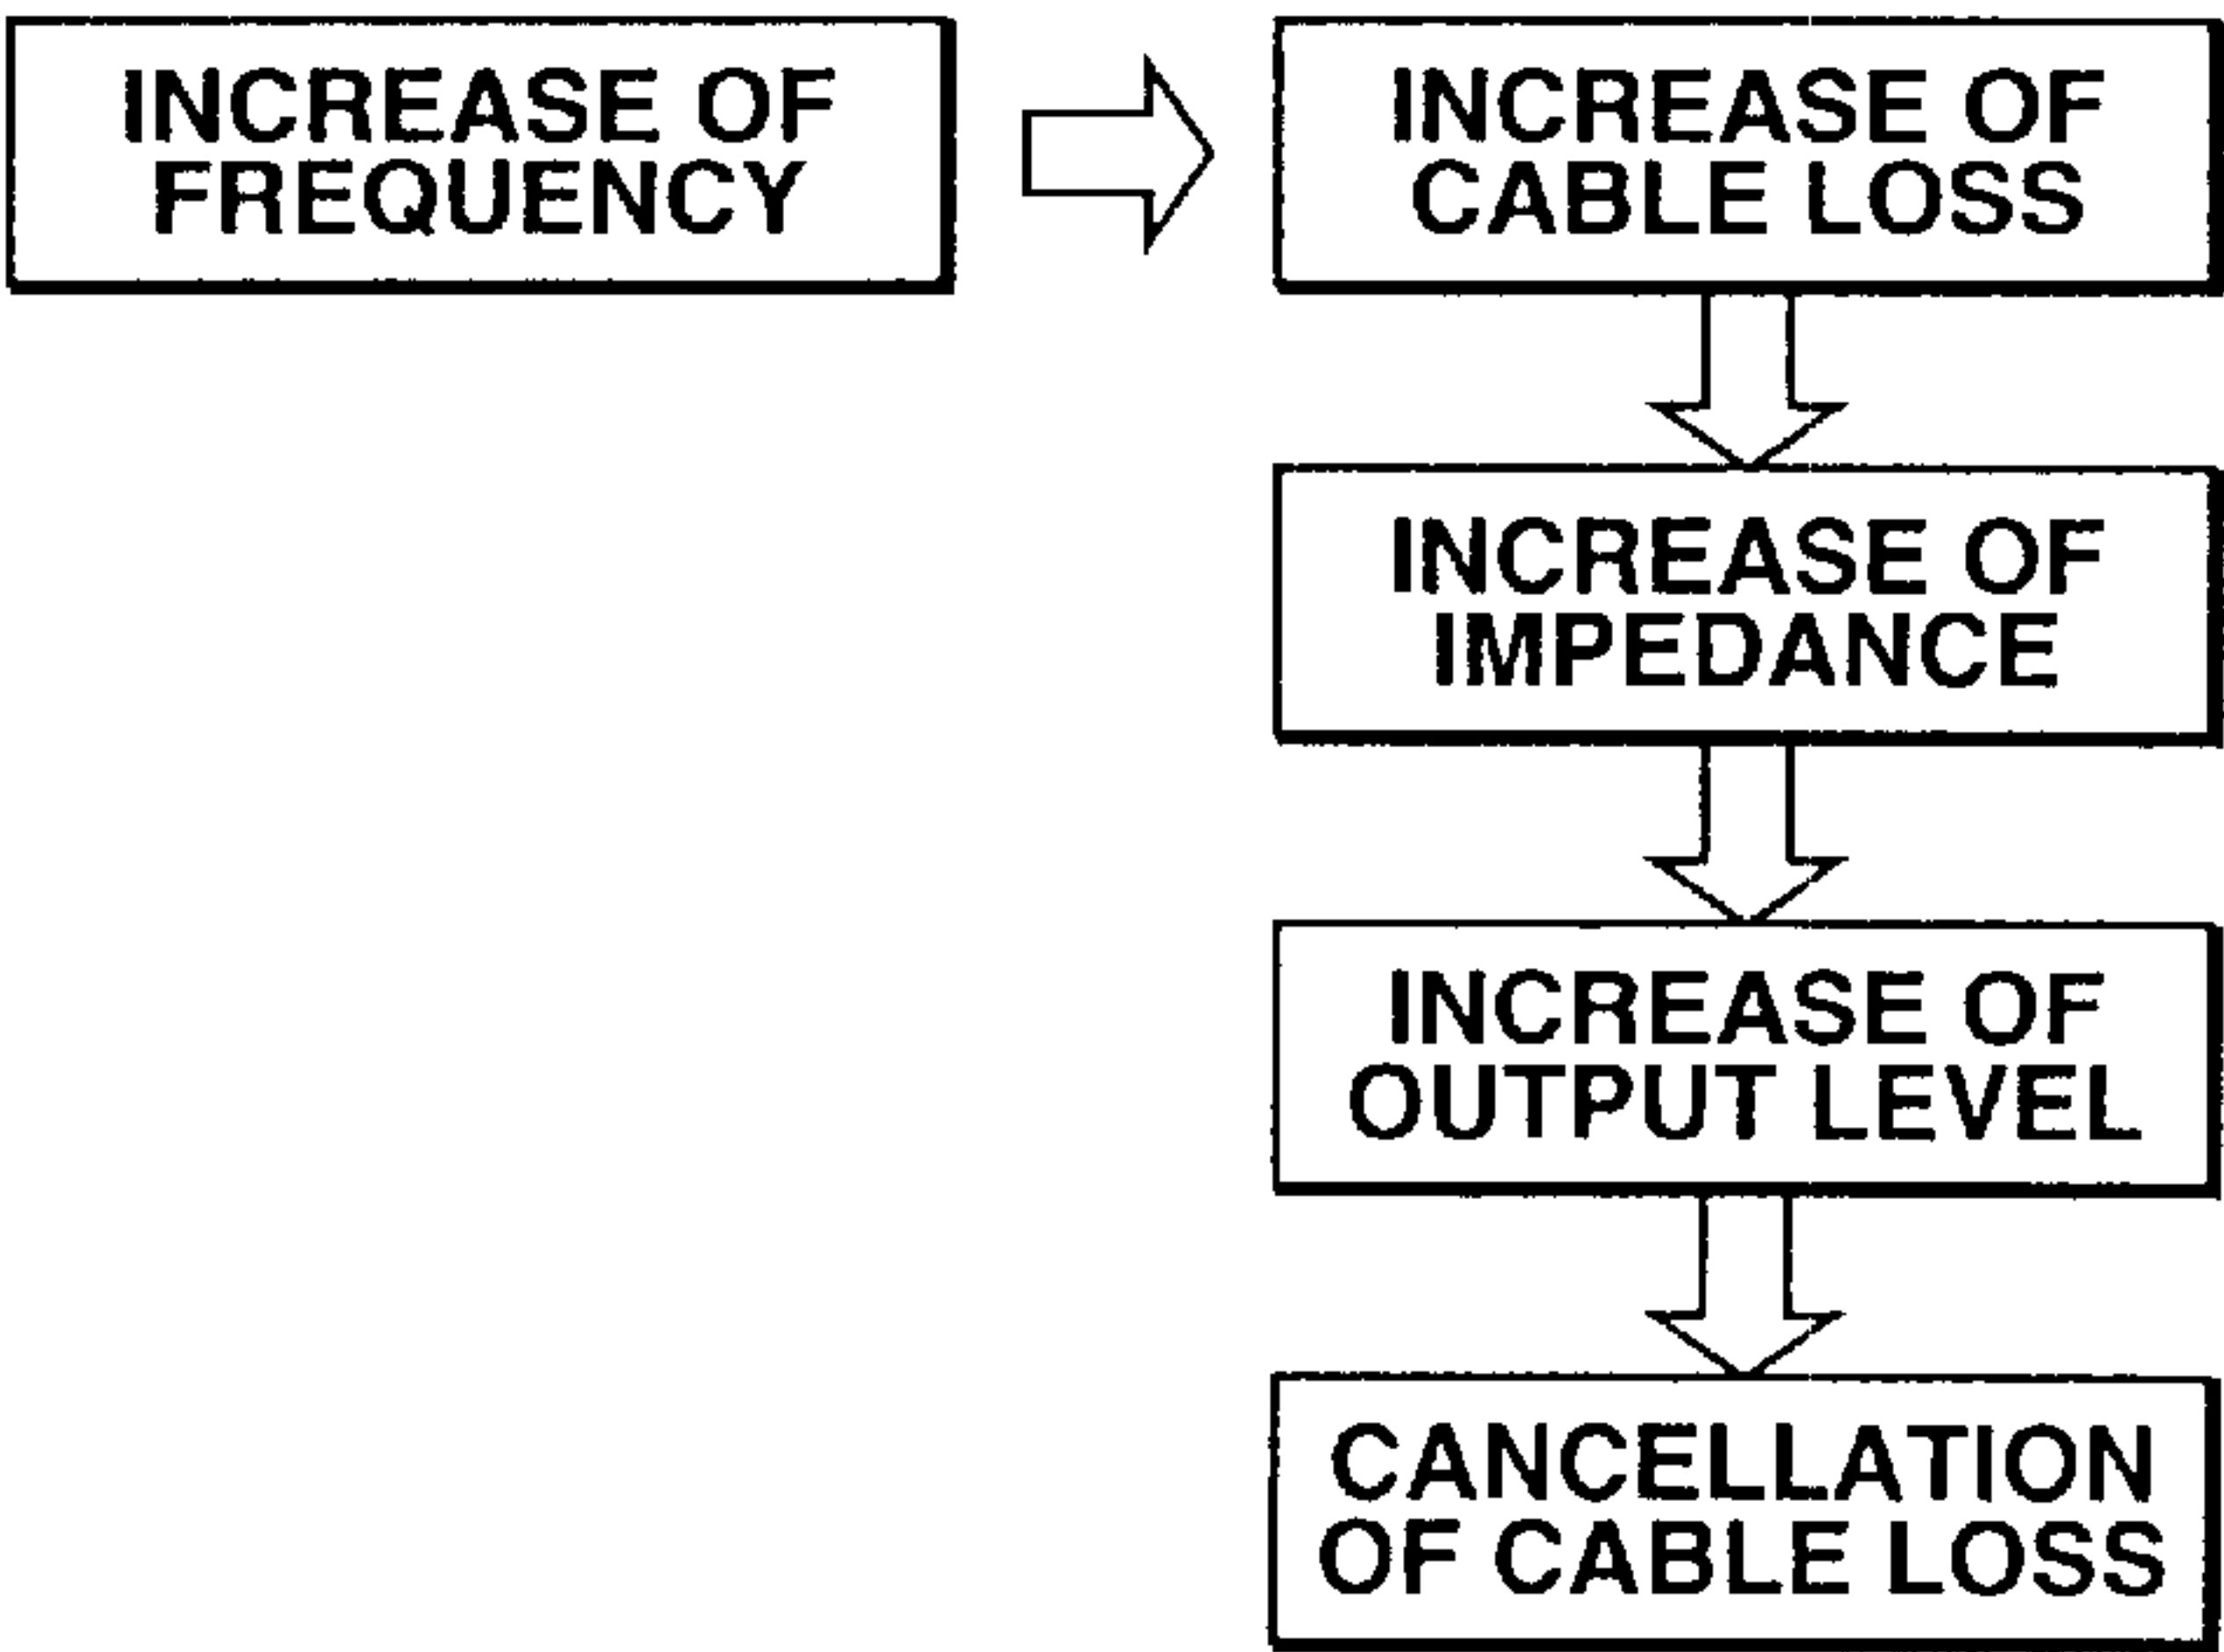 INCREASE OF
FREQUENCY
INCREASE OF
CABLE LOSS
INCREASE OF
IMPEDANCE
INCREASE OF
OUTPUT LEVEL
CANCELLATION
OF CABLE LOSS